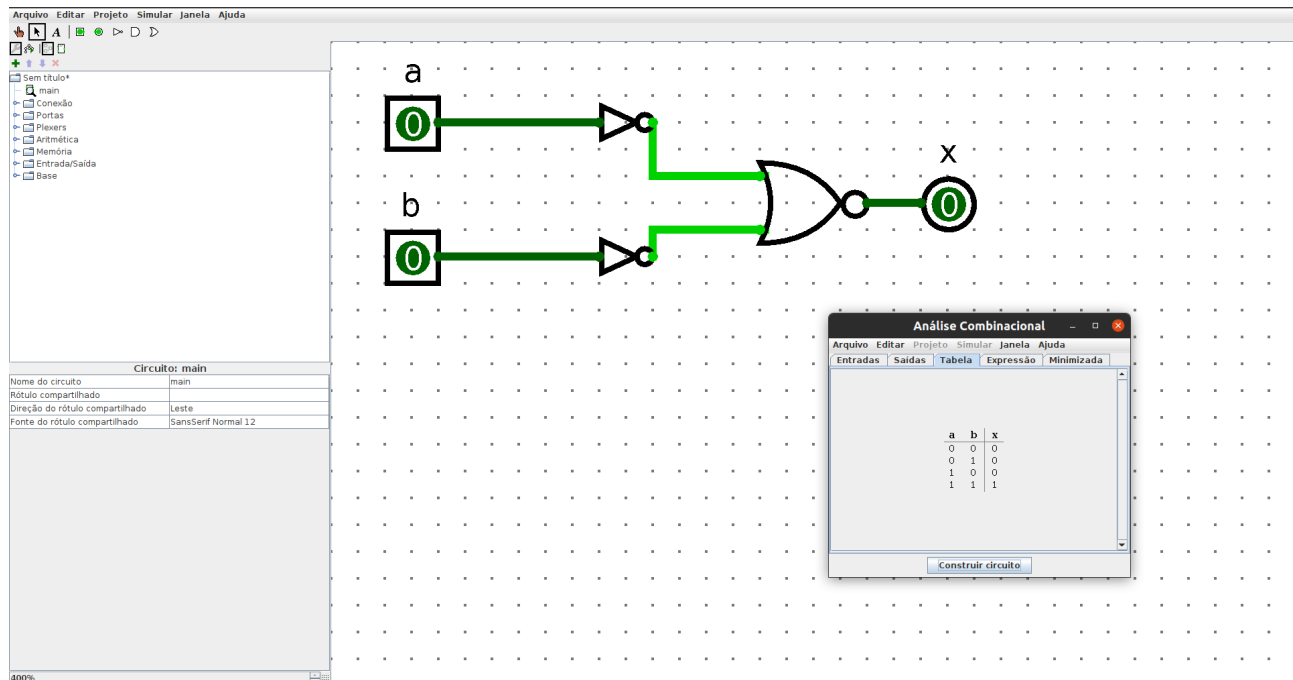 Arquivo Editar Projeto Simular Janela Ajuda
A
Sem título*
main
Conexão
Portas
Plexers
Aritmética
Memória
Entrada/Saída
Base
Circuito: main
Nome do circuito main
Rótulo compartilhado
Direção do rótulo compartilhado Leste
Fonte do rótulo compartilhado SansSerif Normal 12
400%
a
0
b
0
x
0
Análise Combinacional
Arquivo Editar Projeto Simular Janela Ajuda
Entradas Saídas Tabela Expressão Minimizada
a b x
0 0 0
0 1 0
1 0 0
1 1 1
Construir circuito